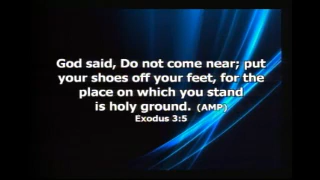 God said, Do not come near; put
your shoes off your feet, for the
place on which you stand
is holy ground. (AMP)
Exodus 3:5